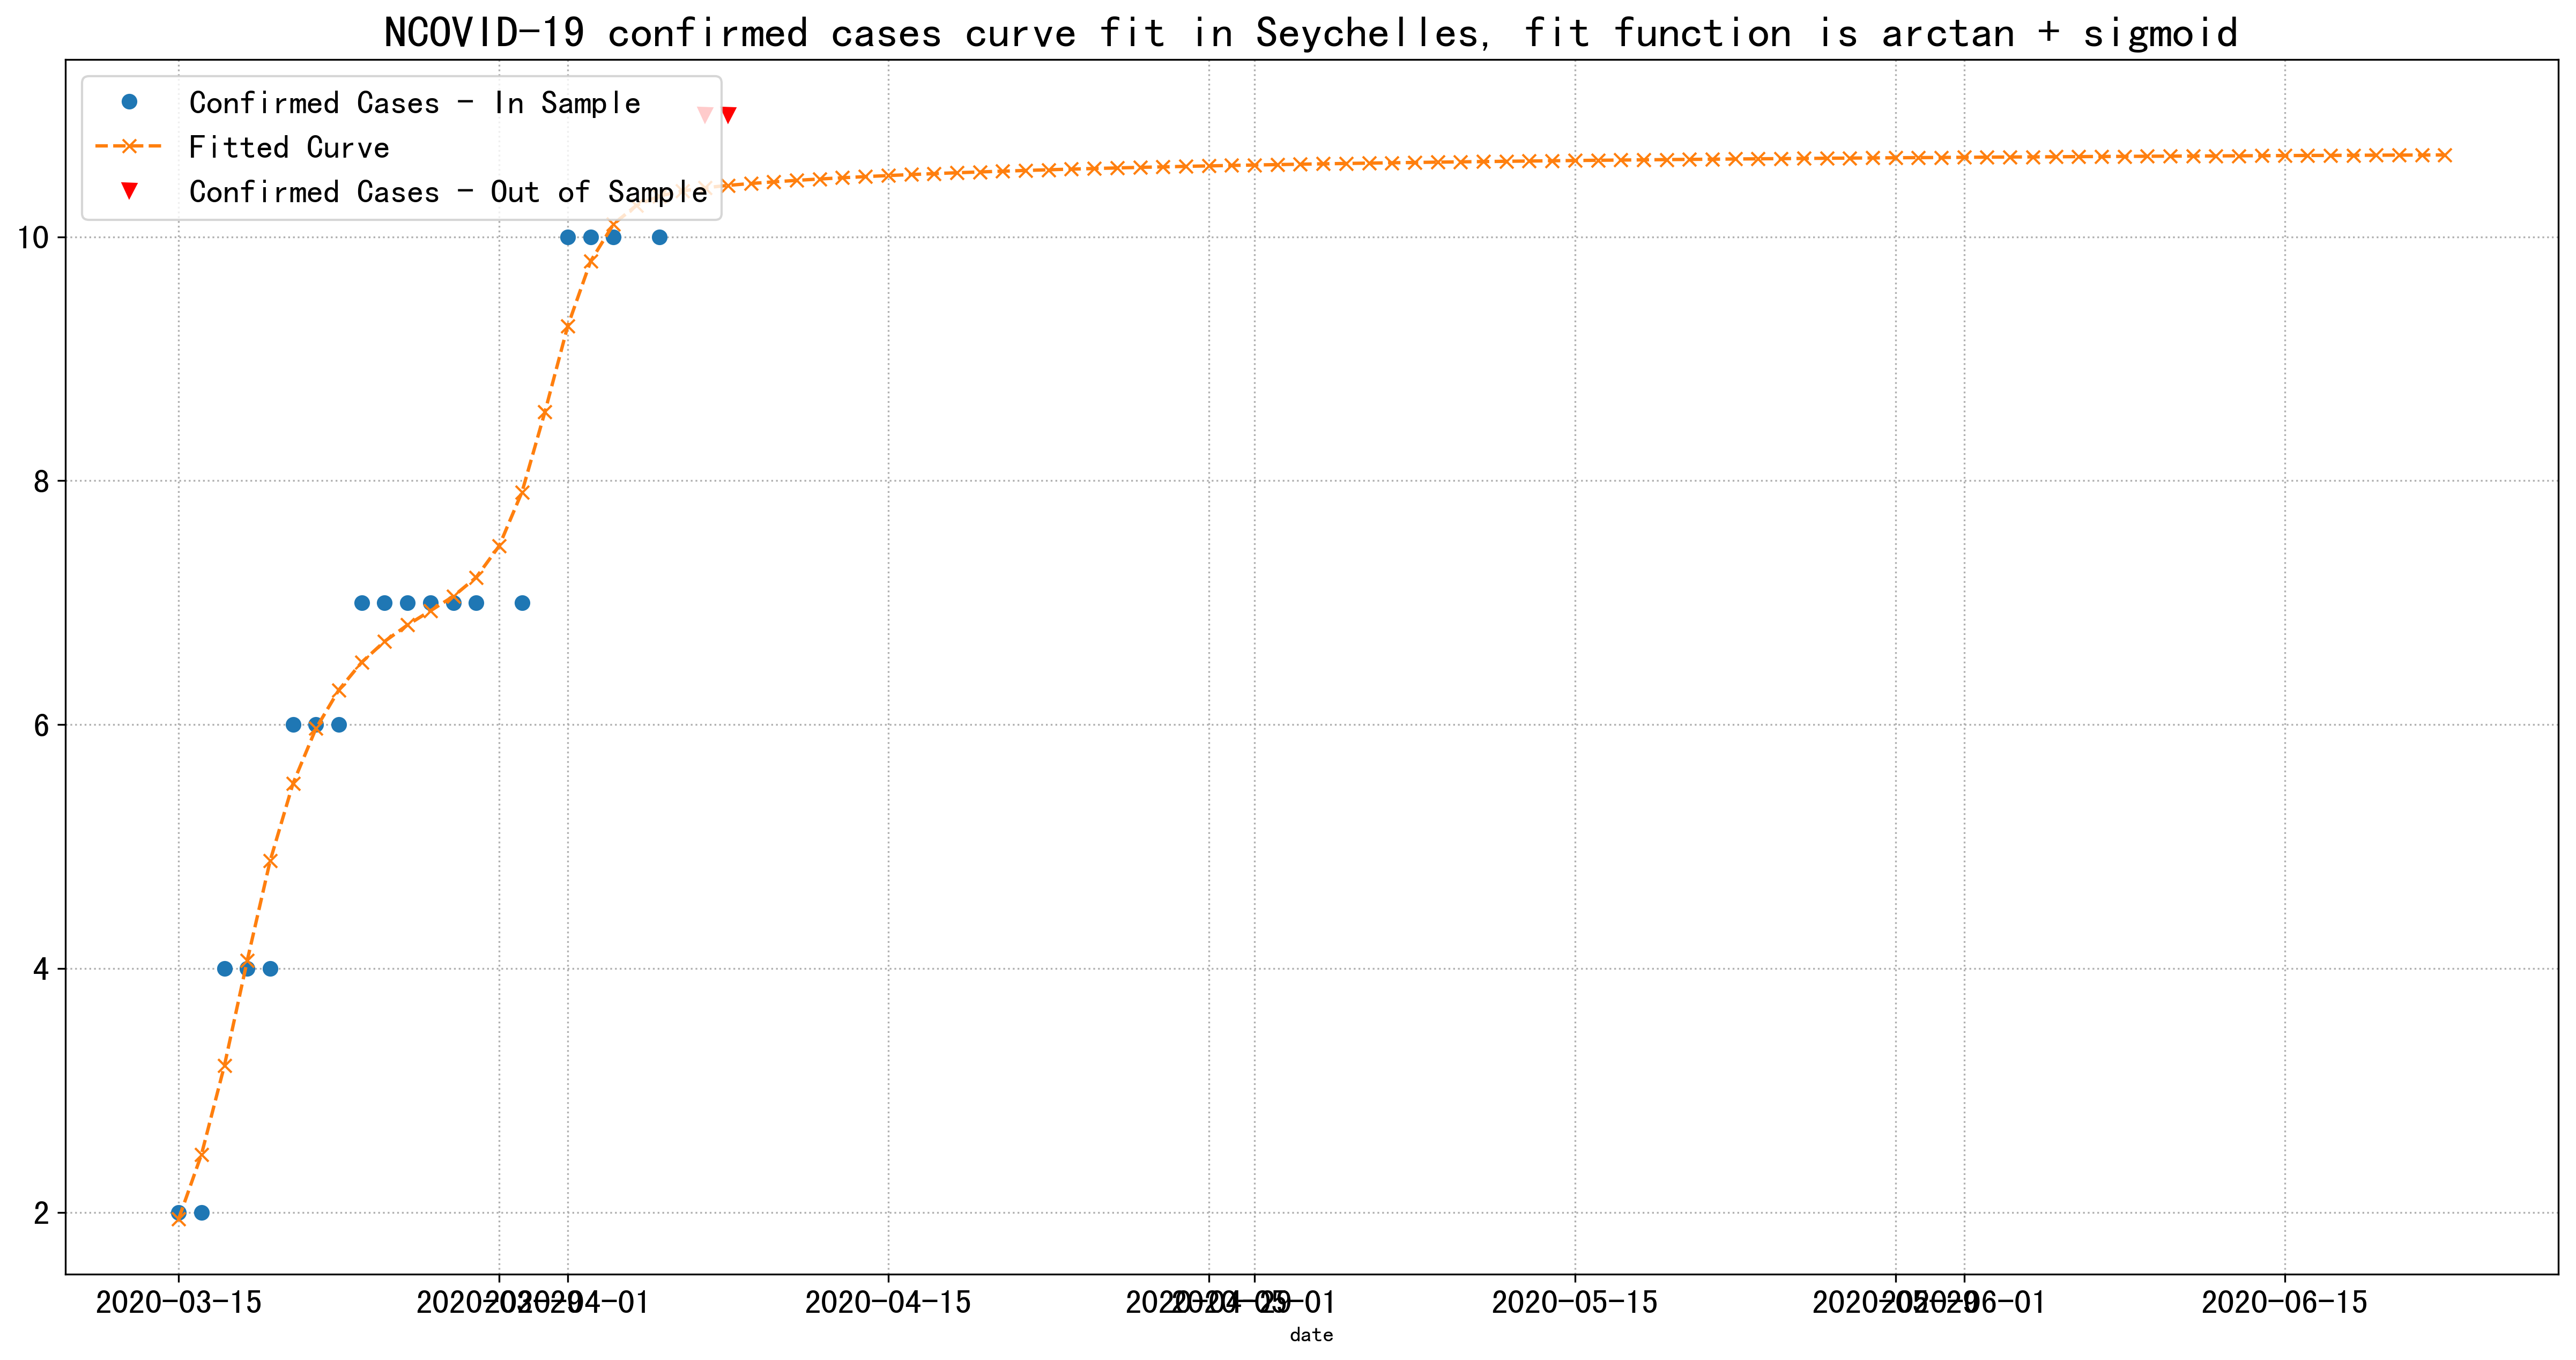 NCOVID-19 confirmed cases curve fit in Seychelles, fit function is arctan + sigmoid
Confirmed Cases - In Sample
Fitted Curve
Confirmed Cases - Out of Sample
10
8
6
4
2
2020-03-15 2020-03-29 2020-04-01 2020-04-15 2020-04-29 2020-05-01 2020-05-15 2020-05-29 2020-06-01 2020-06-15
date